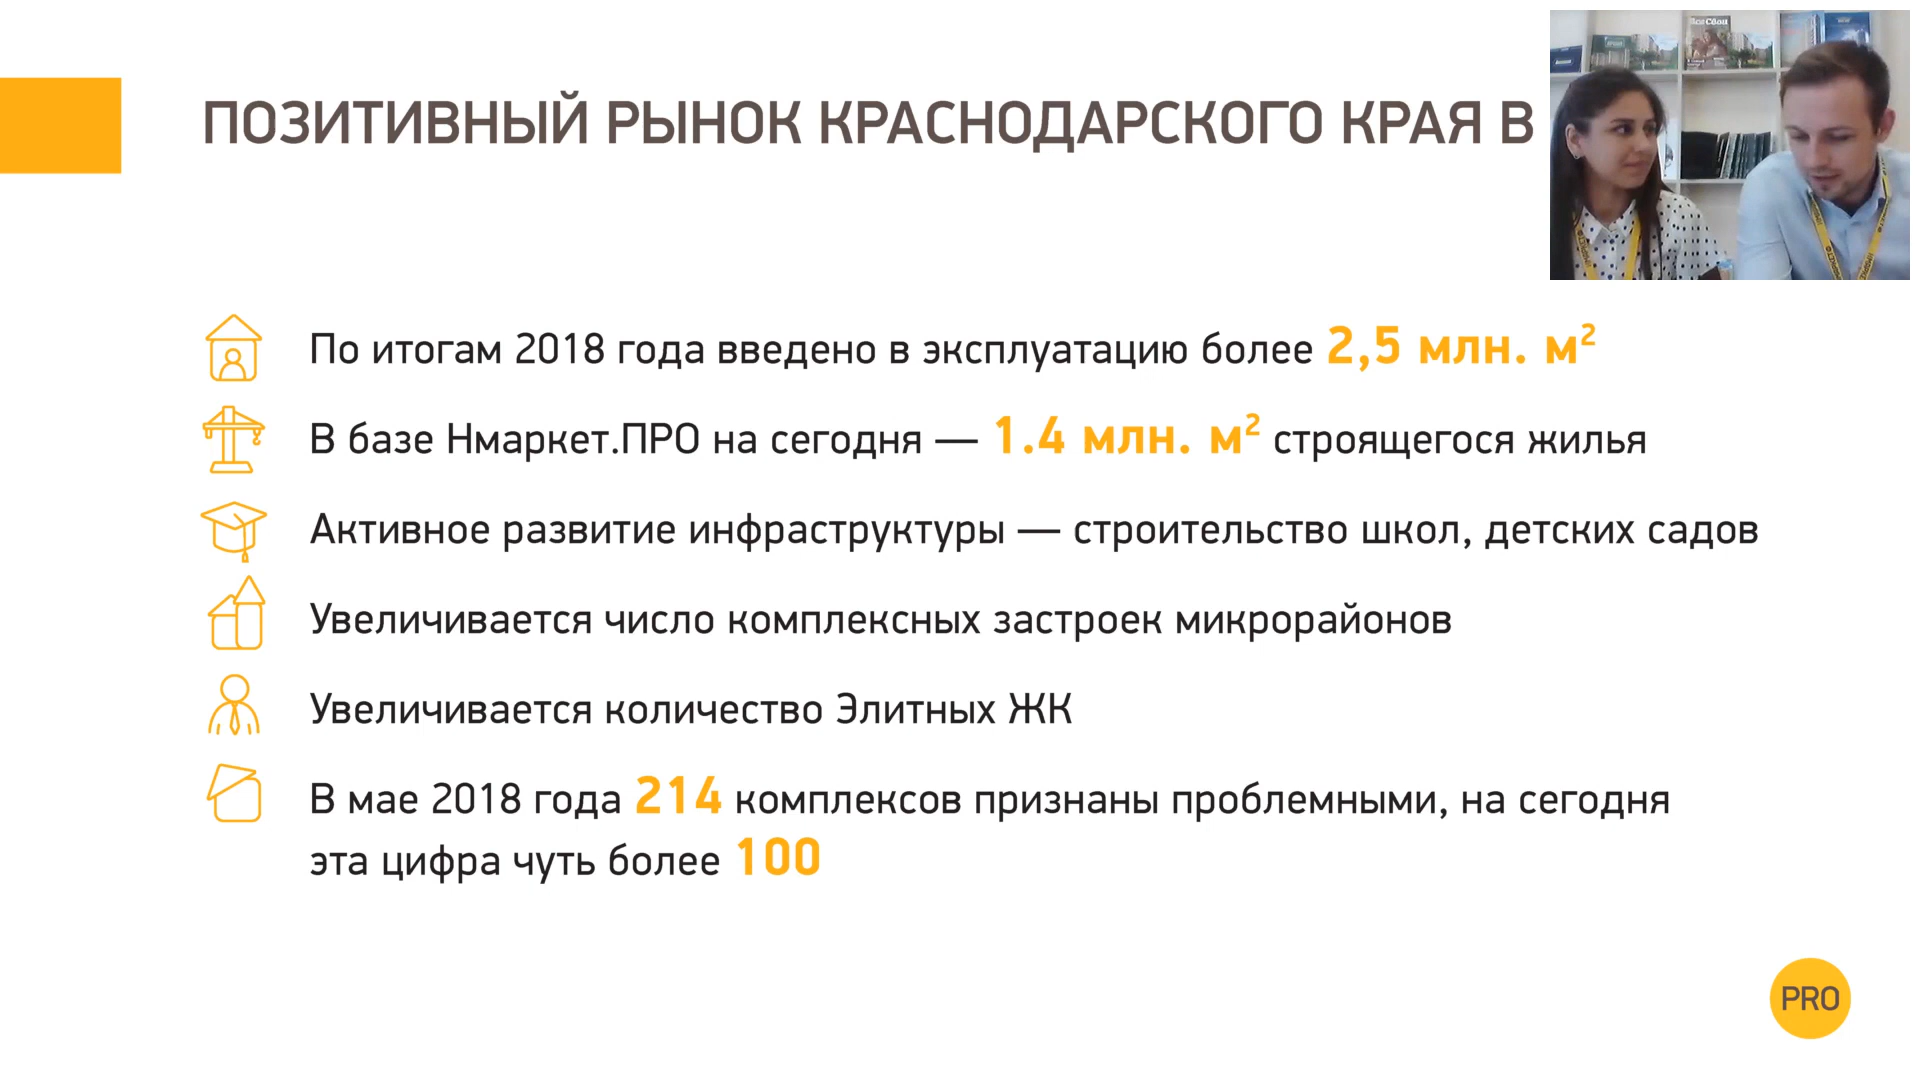 ПОЗИТИВНЫЙ РЫНОК КРАСНОДАРСКОГО КРАЯ В
По итогам 2018 года введено в эксплуатацию более 2,5 млн. м²
В базе Нмаркет.ПРО на сегодня — 1.4 млн. м² строящегося жилья
Активное развитие инфраструктуры — строительство школ, детских садов
Увеличивается число комплексных застроек микрорайонов
Увеличивается количество Элитных ЖК
В мае 2018 года 214 комплексов признаны проблемными, на сегодня
эта цифра чуть более 100
PRO